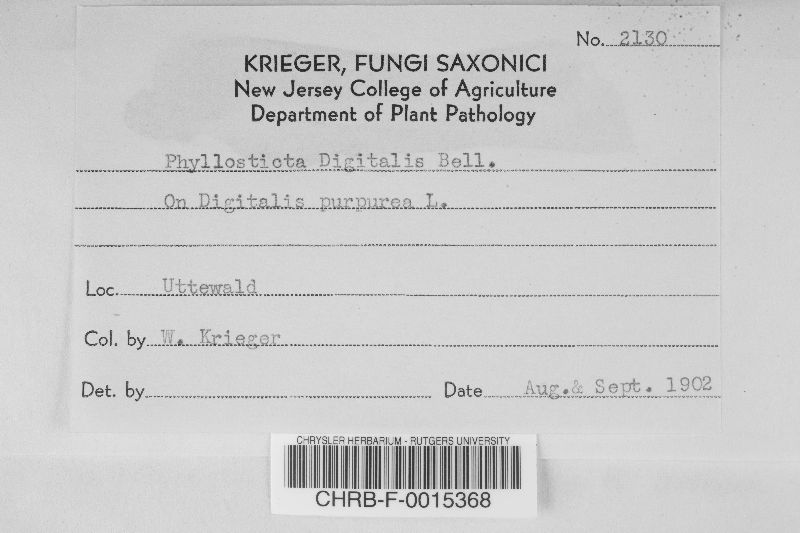 No. 2130
KRIEGER, FUNGI SAXONICI
New Jersey College of Agriculture
Department of Plant Pathology
Phyllosticta Digitalis Bell.
On Digitalis purpurea L.
Loc. Uttewald
Col. by W. Krieger
Det. by
Date Aug.& Sept. 1902
CHRYSLER HERBARIUM - RUTGERS UNIVERSITY
CHRB-F-0015368